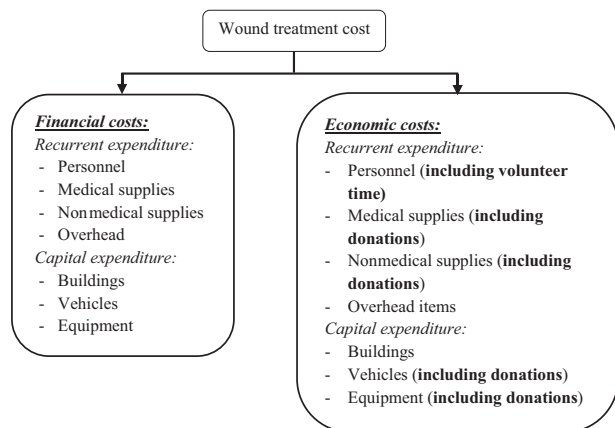 Wound treatment cost
Financial costs:
Recurrent expenditure:
- Personnel
- Medical supplies
- Nonmedical supplies
- Overhead
Capital expenditure:
- Buildings
- Vehicles
- Equipment
Economic costs:
Recurrent expenditure:
- Personnel (including volunteer
time)
- Medical supplies (including
donations)
- Nonmedical supplies (including
donations)
- Overhead items
Capital expenditure:
- Buildings
- Vehicles (including donations)
- Equipment (including donations)